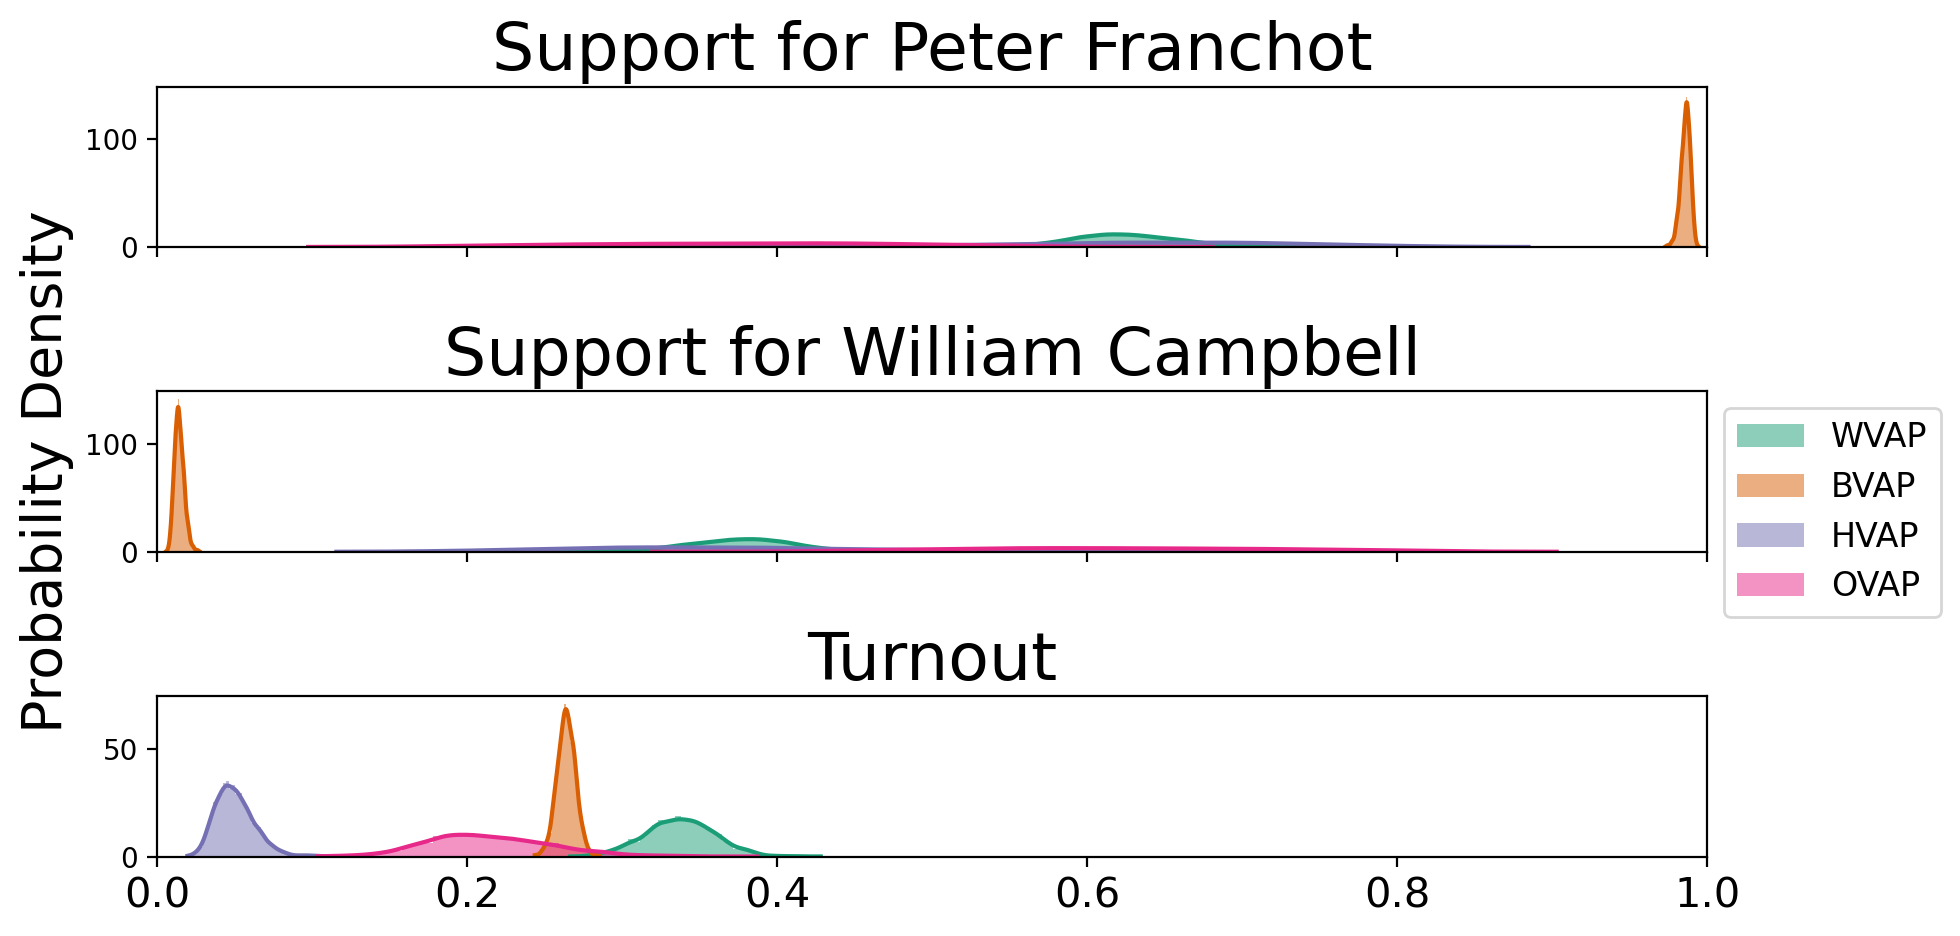 Support for Peter Franchot
100
0
Support for William Campbell
100
0
Probability Density
WVAP
BVAP
HVAP
OVAP
Turnout
50
0
0.0 0.2 0.4 0.6 0.8 1.0